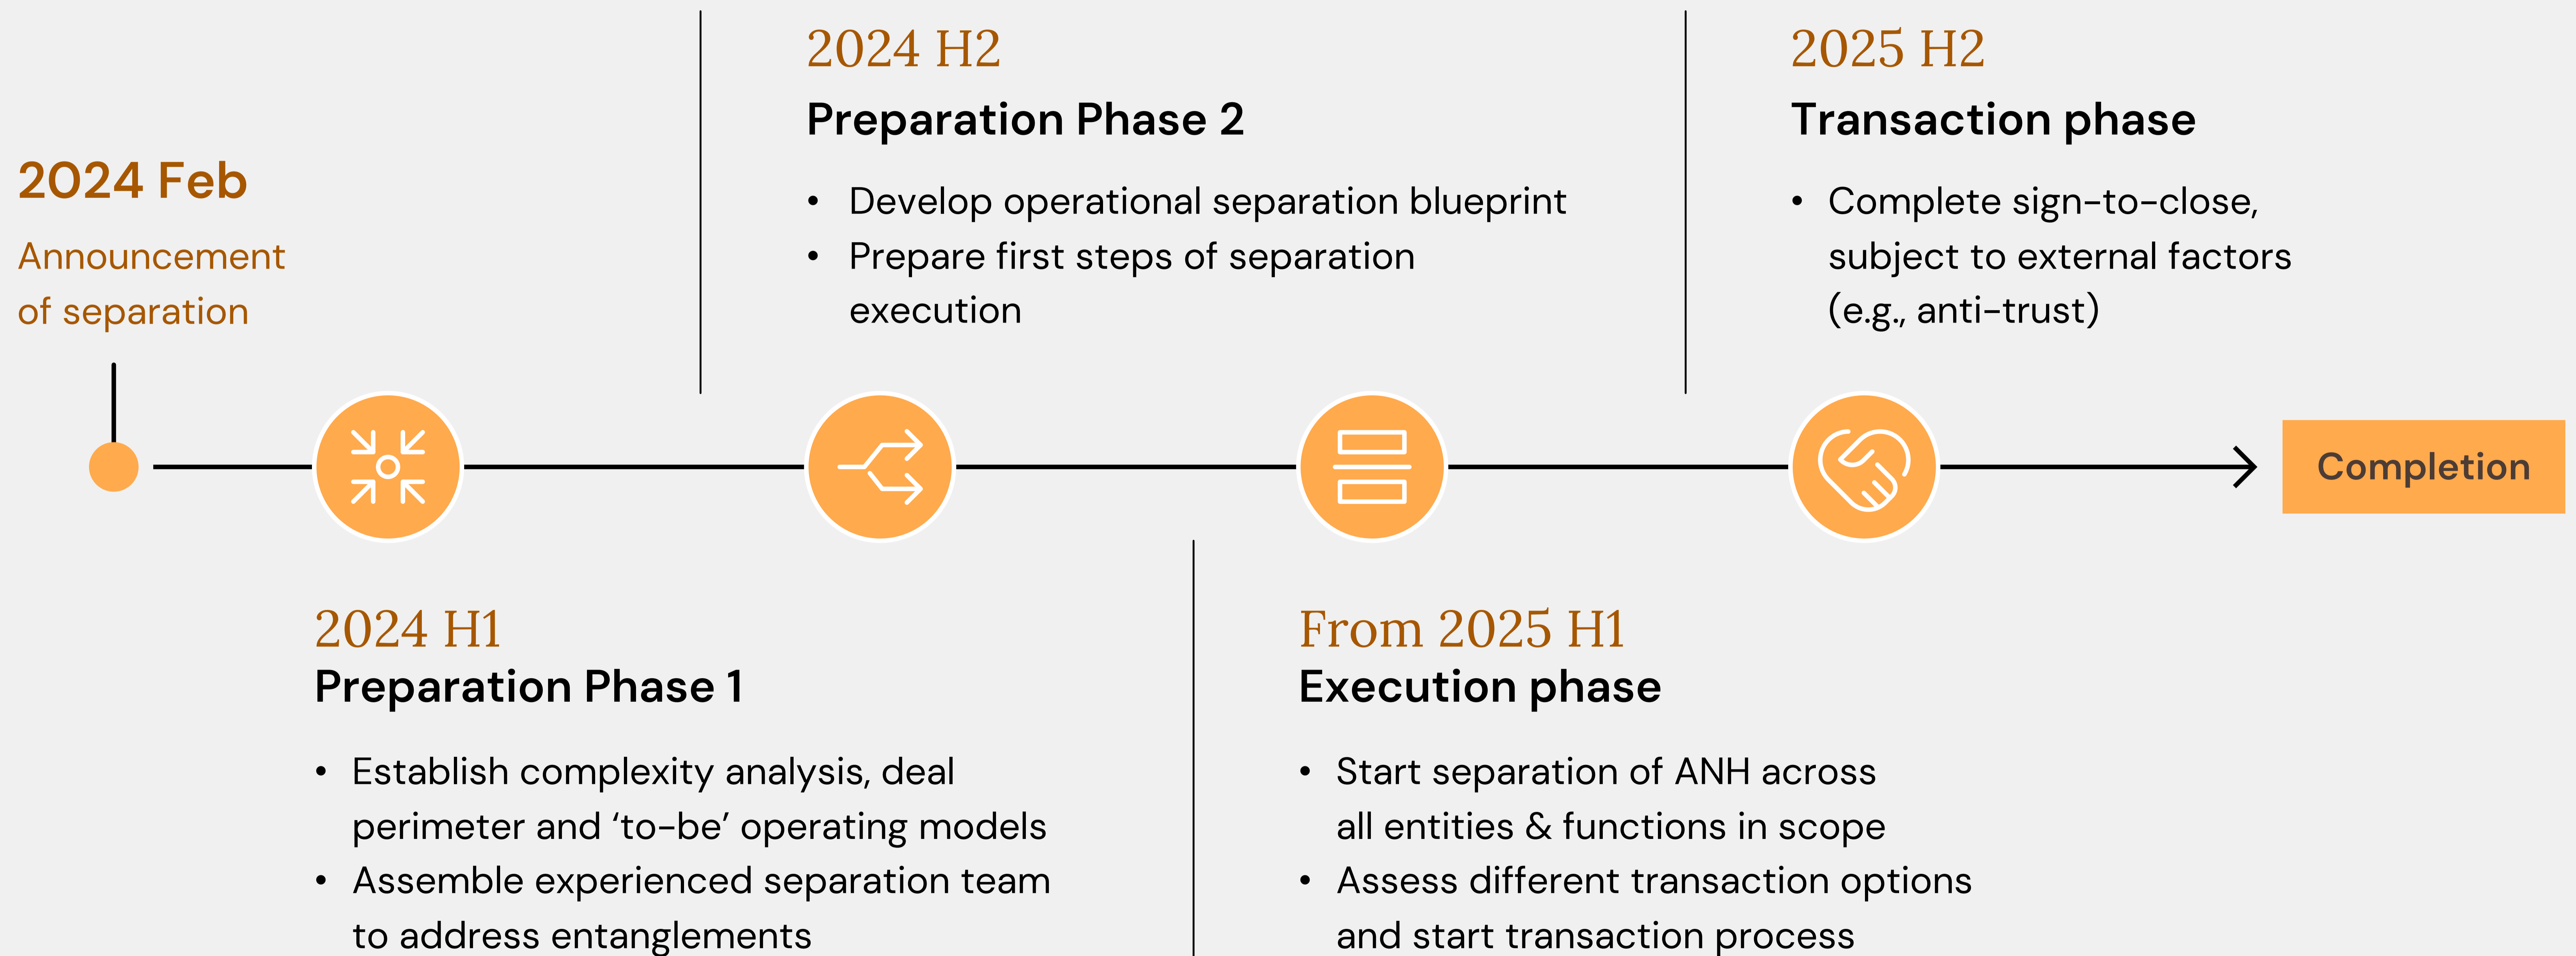 2024 Feb
Announcement
of separation
2024 H1
Preparation Phase 1
• Establish complexity analysis, deal
perimeter and ‘to-be’ operating models
• Assemble experienced separation team
to address entanglements
2024 H2
Preparation Phase 2
• Develop operational separation blueprint
• Prepare first steps of separation
execution
From 2025 H1
Execution phase
• Start separation of ANH across
all entities & functions in scope
• Assess different transaction options
and start transaction process
2025 H2
Transaction phase
• Complete sign-to-close,
subject to external factors
(e.g., anti-trust)
Completion